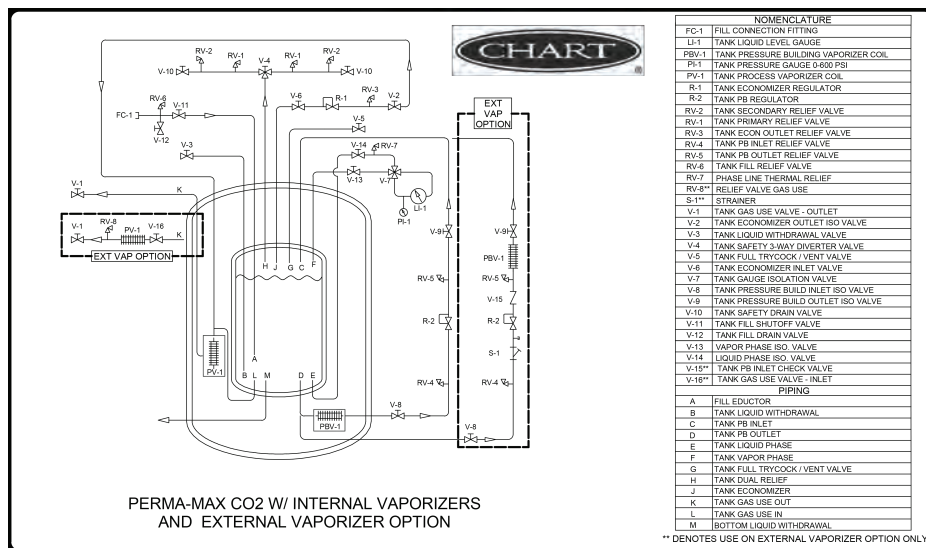 CHART
®
RV-2
RV-1
V-4
RV-1
RV-2
V-10
V-10
RV-6
V-11
FC-1
V-12
V-6
R-1
RV-3
V-2
V-5
V-3
V-14
RV-7
V-13
V-7
LI-1
PI-1
EXT
VAP
OPTION
V-1
K
V-1
RV-8
PV-1
V-16
K
EXT VAP OPTION
H J G C F
V-9
V-9
PBV-1
RV-5
RV-5
V-15
R-2
R-2
S-1
RV-4
RV-4
PV-1
A
B L M D E
PBV-1
V-8
V-8
PERMA-MAX CO2 W/ INTERNAL VAPORIZERS
AND EXTERNAL VAPORIZER OPTION
NOMENCLATURE
FC-1 FILL CONNECTION FITTING
LI-1 TANK LIQUID LEVEL GAUGE
PBV-1 TANK PRESSURE BUILDING VAPORIZER COIL
PI-1 TANK PRESSURE GAUGE 0-600 PSI
PV-1 TANK PROCESS VAPORIZER COIL
R-1 TANK ECONOMIZER REGULATOR
R-2 TANK PB REGULATOR
RV-2 TANK SECONDARY RELIEF VALVE
RV-1 TANK PRIMARY RELIEF VALVE
RV-3 TANK ECON OUTLET RELIEF VALVE
RV-4 TANK PB INLET RELIEF VALVE
RV-5 TANK PB OUTLET RELIEF VALVE
RV-6 TANK FILL RELIEF VALVE
RV-7 PHASE LINE THERMAL RELIEF
RV-8** RELIEF VALVE GAS USE
S-1** STRAINER
V-1 TANK GAS USE VALVE - OUTLET
V-2 TANK ECONOMIZER OUTLET ISO VALVE
V-3 TANK LIQUID WITHDRAWAL VALVE
V-4 TANK SAFETY 3-WAY DIVERTER VALVE
V-5 TANK FULL TRYCOCK / VENT VALVE
V-6 TANK ECONOMIZER INLET VALVE
V-7 TANK GAUGE ISOLATION VALVE
V-8 TANK PRESSURE BUILD INLET ISO VALVE
V-9 TANK PRESSURE BUILD OUTLET ISO VALVE
V-10 TANK SAFETY DRAIN VALVE
V-11 TANK FILL SHUTOFF VALVE
V-12 TANK FILL DRAIN VALVE
V-13 VAPOR PHASE ISO. VALVE
V-14 LIQUID PHASE ISO. VALVE
V-15** TANK PB INLET CHECK VALVE
V-16** TANK GAS USE VALVE - INLET
PIPING
A FILL EDUCTOR
B TANK LIQUID WITHDRAWAL
C TANK PB INLET
D TANK PB OUTLET
E TANK LIQUID PHASE
F TANK VAPOR PHASE
G TANK FULL TRYCOCK / VENT VALVE
H TANK DUAL RELIEF
J TANK ECONOMIZER
K TANK GAS USE OUT
L TANK GAS USE IN
M BOTTOM LIQUID WITHDRAWAL
** DENOTES USE ON EXTERNAL VAPORIZER OPTION ONLY